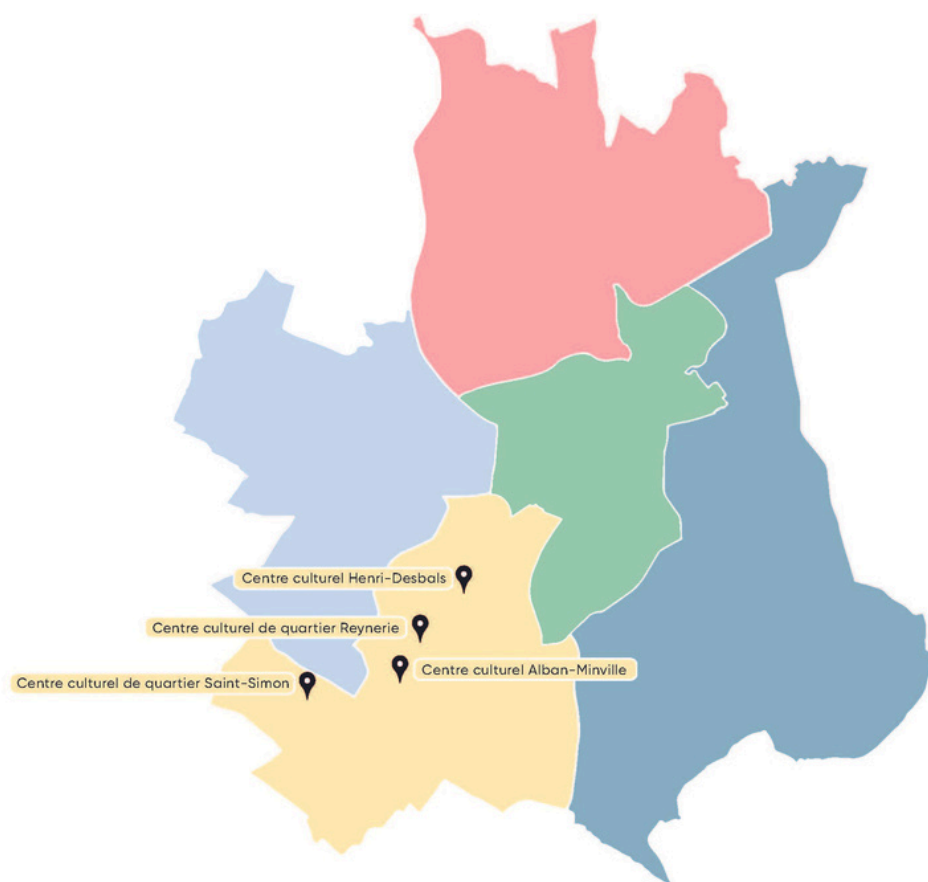 Centre culturel Henri-Desbals
Centre culturel de quartier Reynerie
Centre culturel Alban-Minville
Centre culturel de quartier Saint-Simon